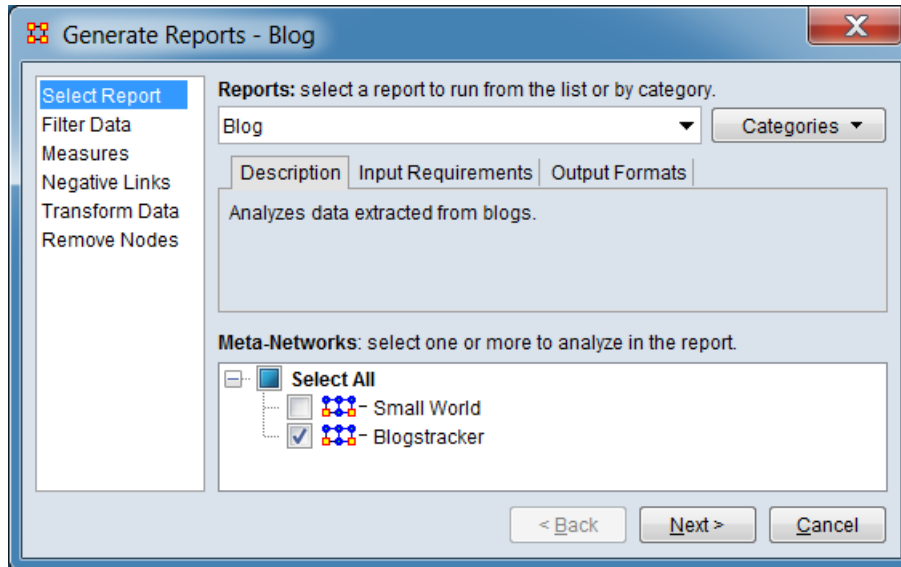 Generate Reports - Blog
X
Select Report
Filter Data
Measures
Negative Links
Transform Data
Remove Nodes
Reports: select a report to run from the list or by category.
Blog
Categories
Description
Input Requirements
Output Formats
Analyzes data extracted from blogs.
Meta-Networks: select one or more to analyze in the report.
Select All
Small World
Blogstracker
< Back
Next >
Cancel